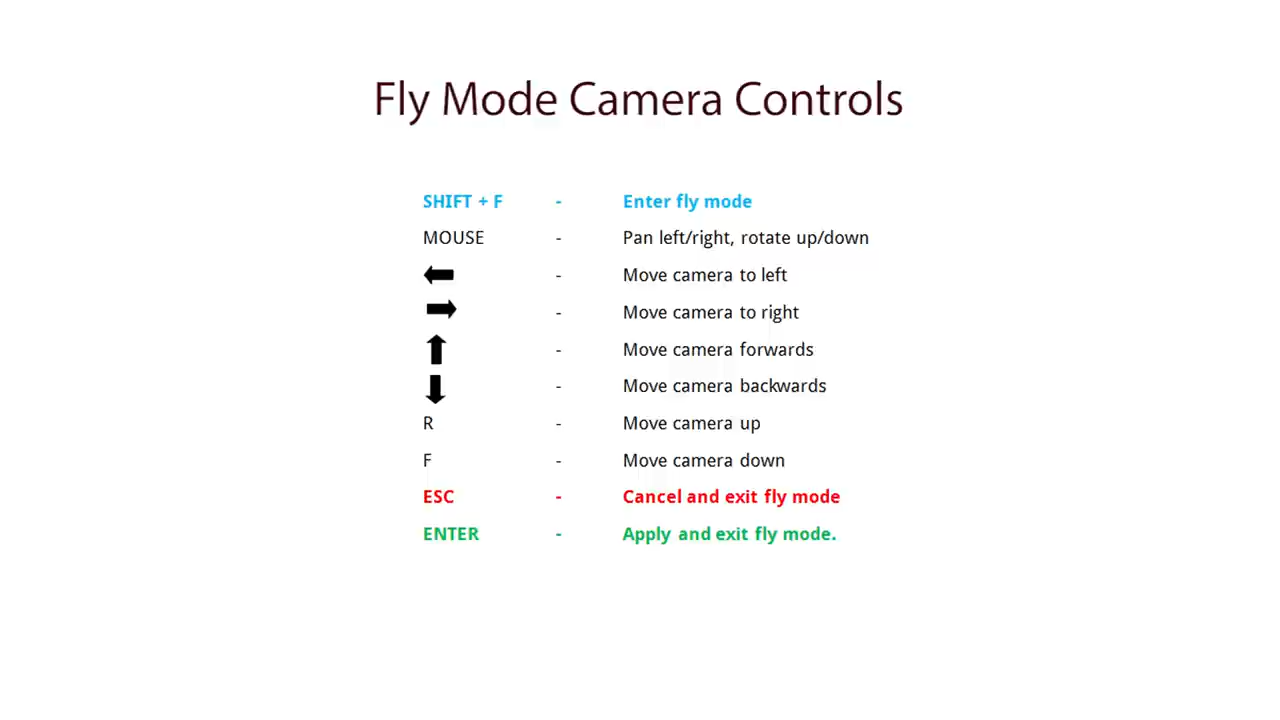 Fly Mode Camera Controls
SHIFT + F - Enter fly mode
MOUSE - Pan left/right, rotate up/down
- Move camera to left
- Move camera to right
- Move camera forwards
- Move camera backwards
R - Move camera up
F - Move camera down
ESC - Cancel and exit fly mode
ENTER - Apply and exit fly mode.